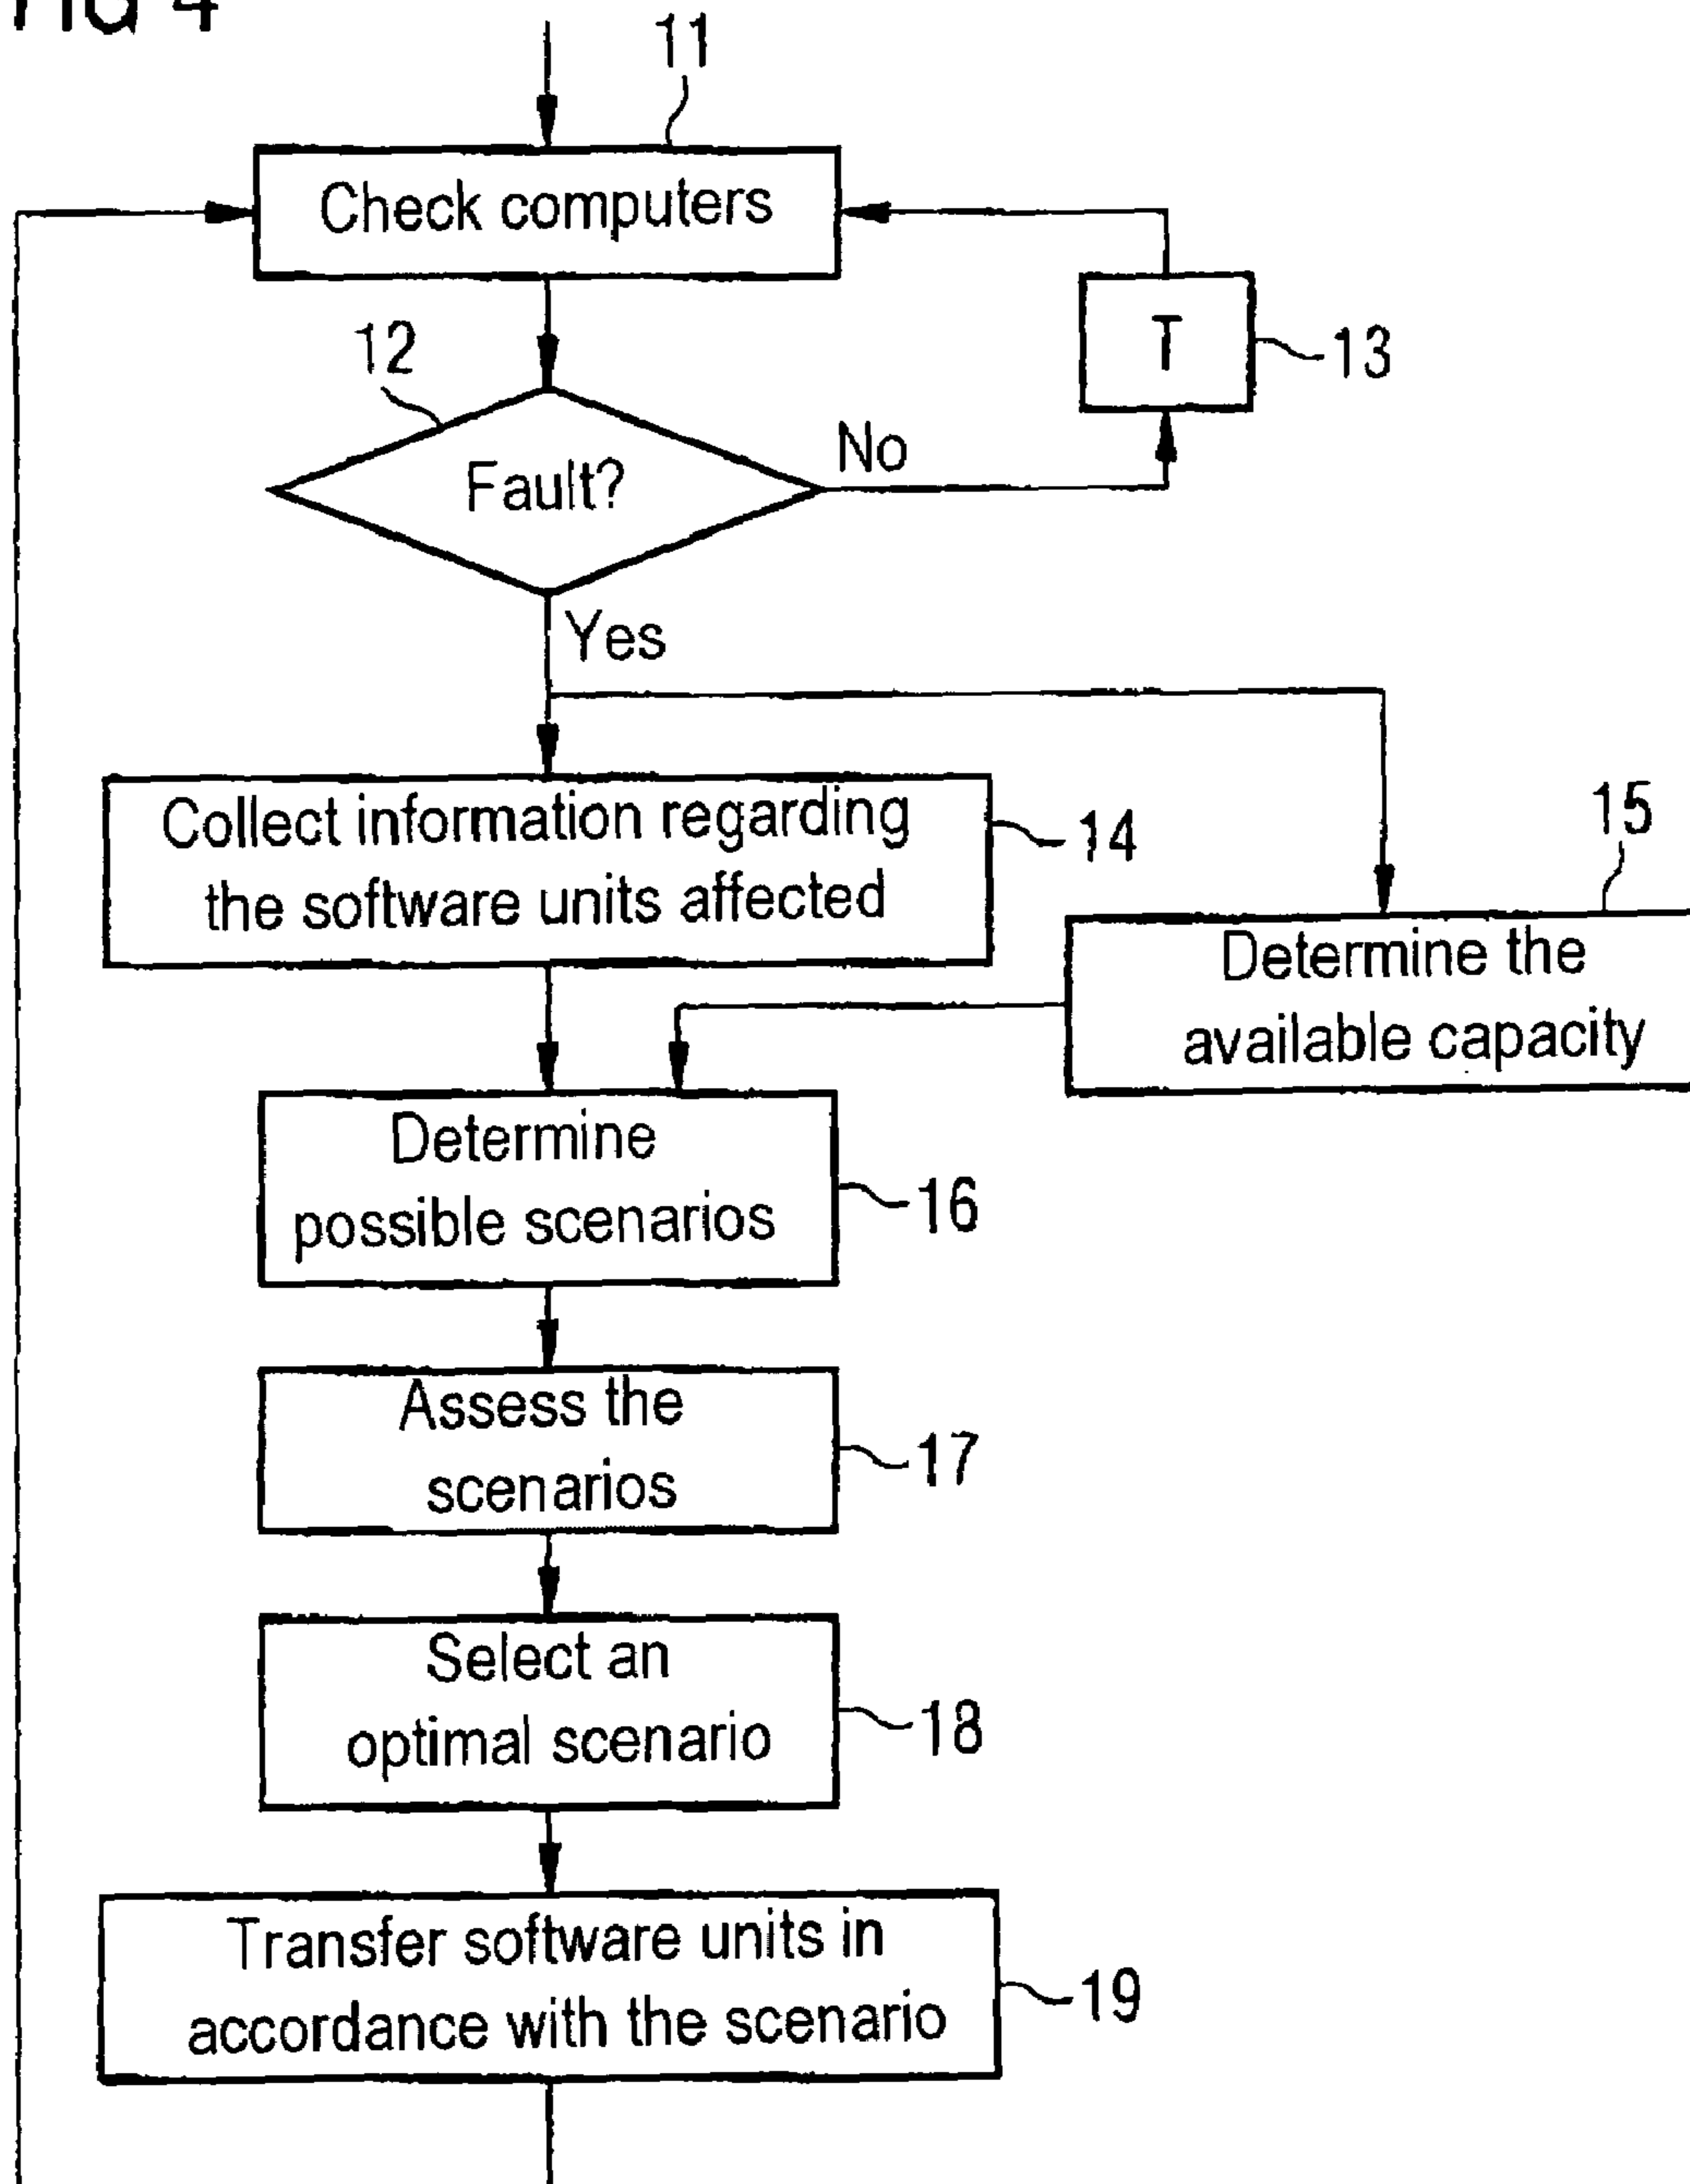 11
Check computers
12
T
13
No
Fault?
Yes
Collect information regarding
the software units affected
14
15
Determine the
available capacity
Determine
possible scenarios
16
Assess the
scenarios
17
Select an
optimal scenario
18
Transfer software units in
accordance with the scenario
19